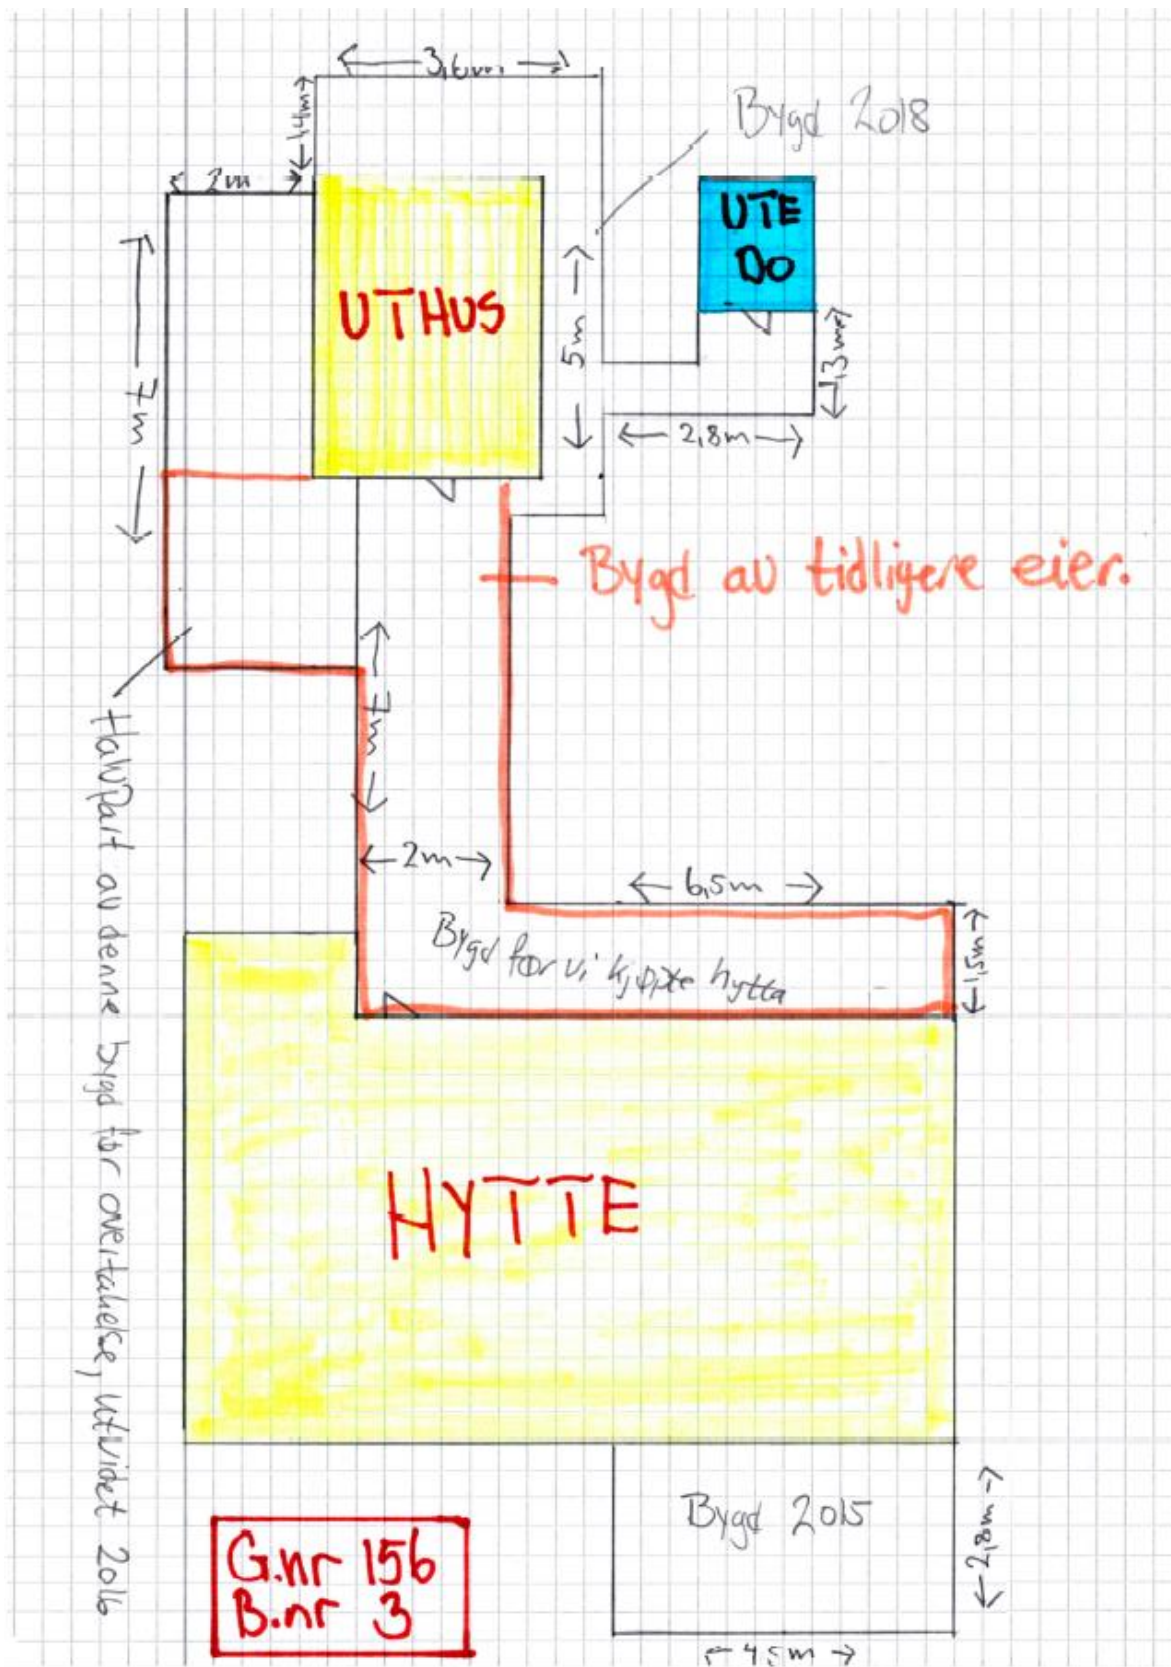 3,6m
1,4m
Bygd 2018
2m
UTE
DO
UTHUS
5m
7m
1,3m
2,8m
Bygd av tidligere eier.
7m
Halvpart av denne bygd før overtakelse, utvidet 2016
2m
6,5m
Bygd før vi kjøpte hytta
1,5m
HYTTE
Bygd 2015
2,8m
G.nr 156
B.nr 3
4,5m